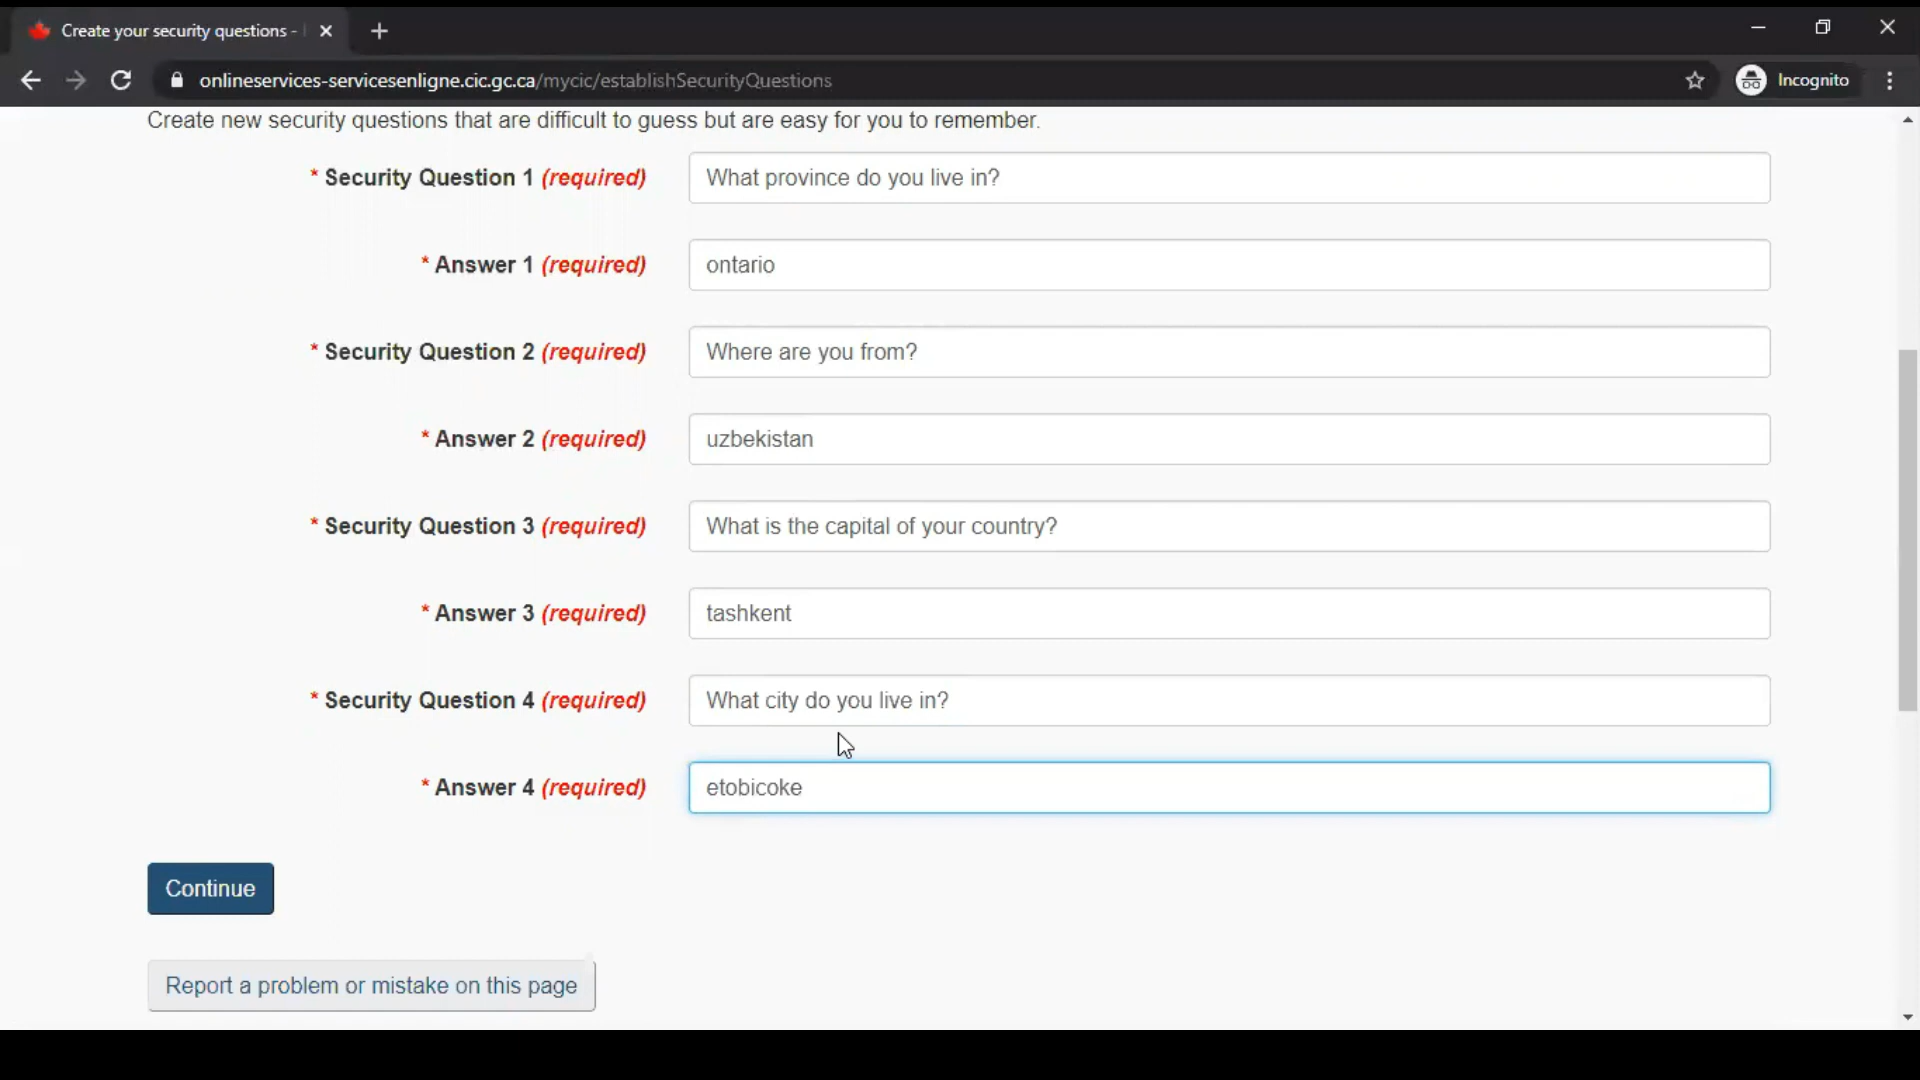 Create your security questions -
onlineservices-servicesenligne.cic.gc.ca/mycic/establishSecurityQuestions
Incognito
Create new security questions that are difficult to guess but are easy for you to remember.
* Security Question 1 (required)
What province do you live in?
* Answer 1 (required)
ontario
* Security Question 2 (required)
Where are you from?
* Answer 2 (required)
uzbekistan
* Security Question 3 (required)
What is the capital of your country?
* Answer 3 (required)
tashkent
* Security Question 4 (required)
What city do you live in?
* Answer 4 (required)
etobicoke
Continue
Report a problem or mistake on this page